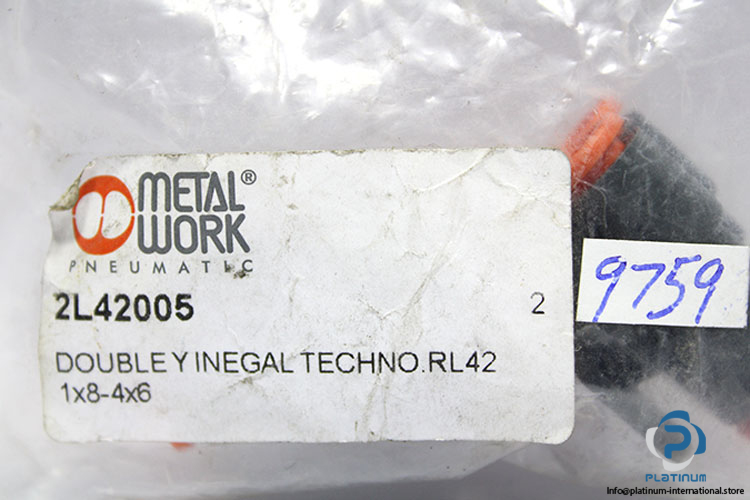 METAL®
WORK
PNEUMATIC
2L42005 2
DOUBLE Y INEGAL TECHNO.RL42
1x8-4x6
9759
PLATINUM
Info@platinum-international.store